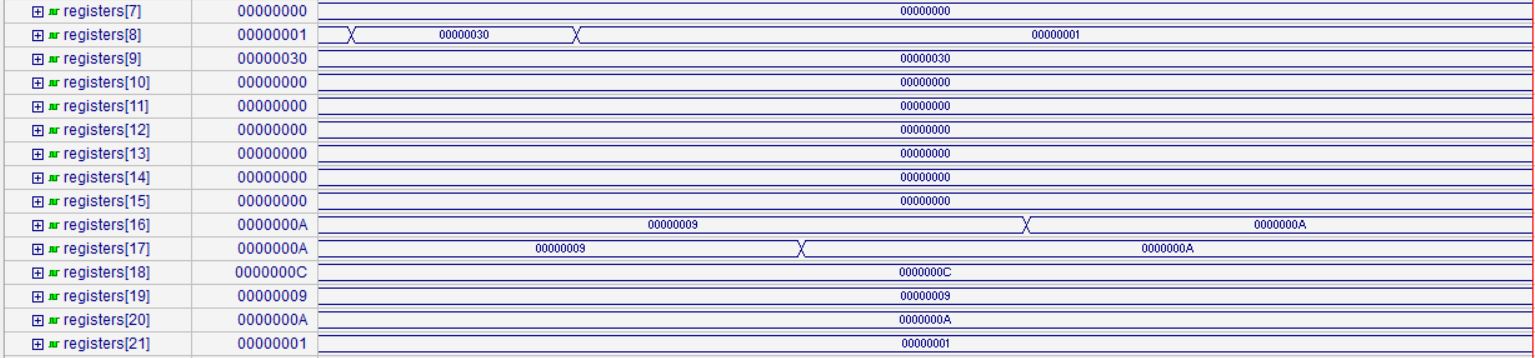 registers[7] 00000000 00000000
registers[8] 00000001 00000030 00000001
registers[9] 00000030 00000030
registers[10] 00000000 00000000
registers[11] 00000000 00000000
registers[12] 00000000 00000000
registers[13] 00000000 00000000
registers[14] 00000000 00000000
registers[15] 00000000 00000000
registers[16] 0000000A 00000009 0000000A
registers[17] 0000000A 00000009 0000000A
registers[18] 0000000C 0000000C
registers[19] 00000009 00000009
registers[20] 0000000A 0000000A
registers[21] 00000001 00000001